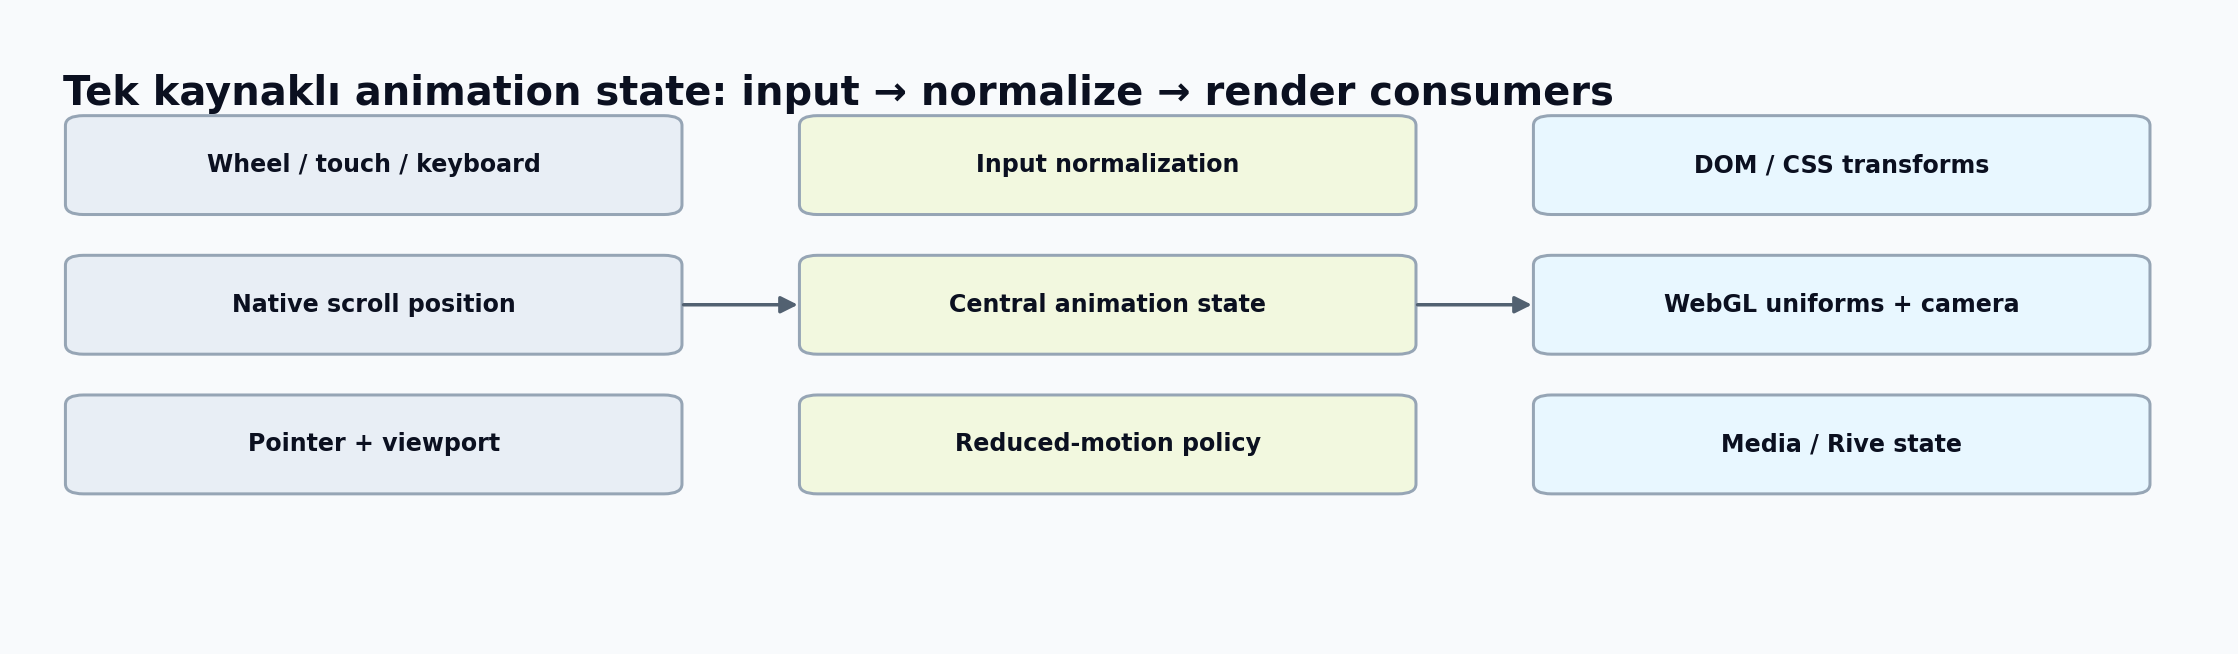 Tek kaynaklı animation state: input → normalize → render consumers
Wheel / touch / keyboard
Input normalization
DOM / CSS transforms
Native scroll position
Central animation state
WebGL uniforms + camera
Pointer + viewport
Reduced-motion policy
Media / Rive state